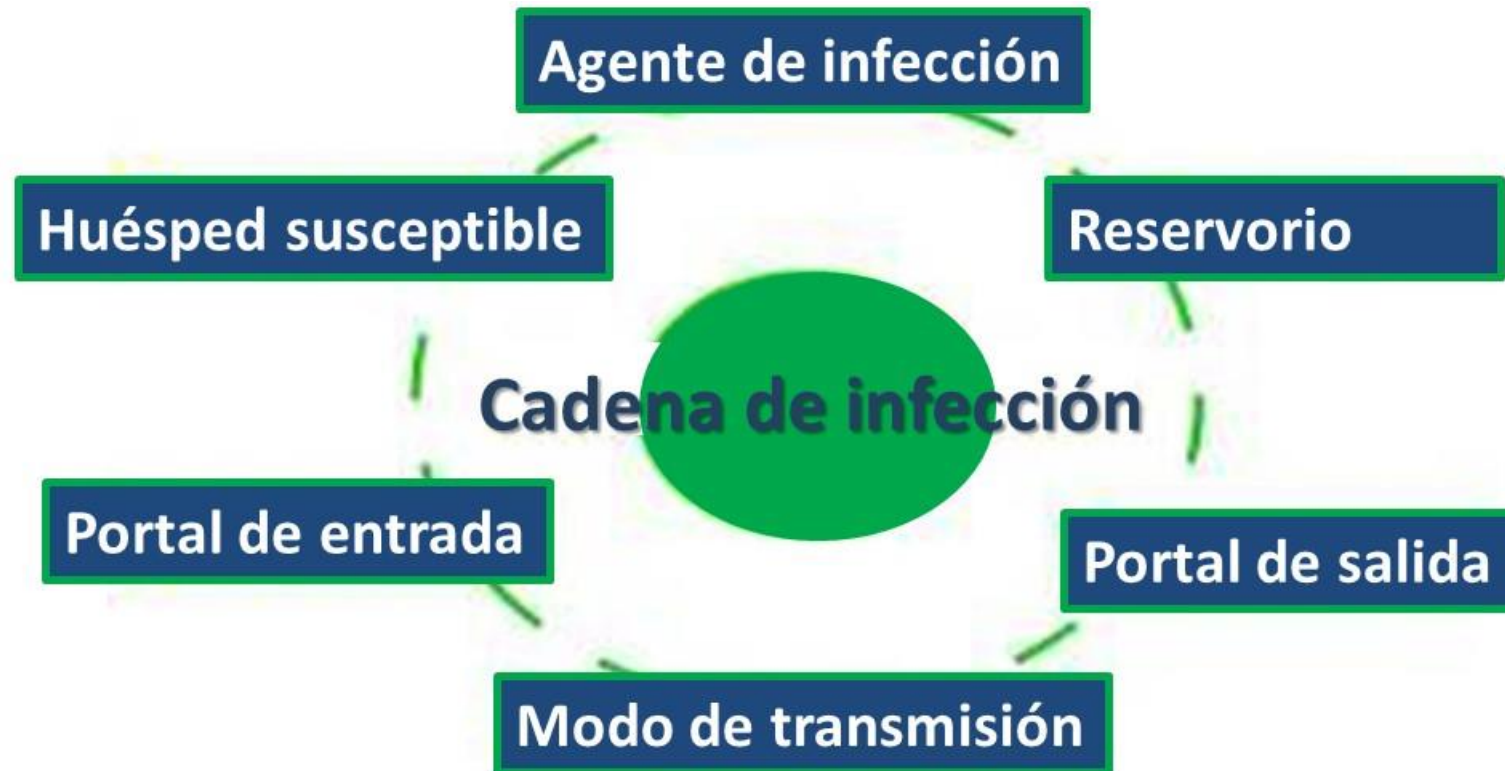 Agente de infección
Huésped susceptible
Reservorio
Cadena de infección
Portal de entrada
Portal de salida
Modo de transmisión